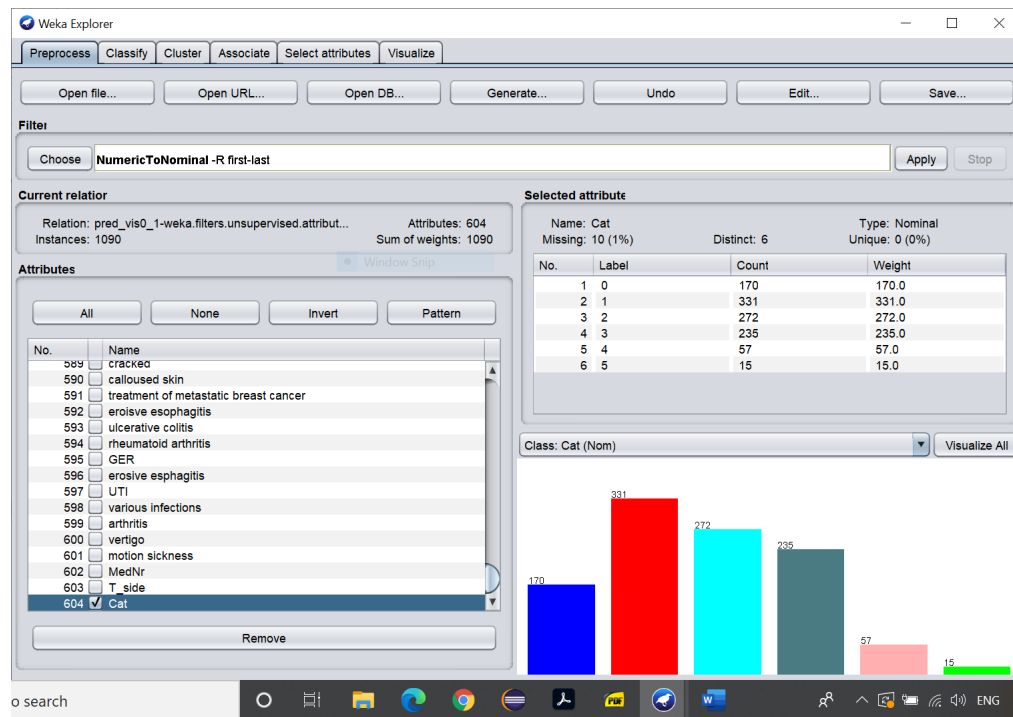 Weka Explorer
Preprocess Classify Cluster Associate Select attributes Visualize
Open file... Open URL... Open DB... Generate... Undo Edit... Save...
Filter
Choose NumericToNominal -R first-last Apply Stop
Current relation
Relation: pred_vis0_1-weka.filters.unsupervised.attribut... Attributes: 604
Instances: 1090 Sum of weights: 1090
Window Snip
Attributes
All None Invert Pattern
No. Name
589 cracked
590 calloused skin
591 treatment of metastatic breast cancer
592 eroisve esophagitis
593 ulcerative colitis
594 rheumatoid arthritis
595 GER
596 erosive esphagitis
597 UTI
598 various infections
599 arthritis
600 vertigo
601 motion sickness
602 MedNr
603 T_side
604 Cat
Remove
Selected attribute
Name: Cat Type: Nominal
Missing: 10 (1%) Distinct: 6 Unique: 0 (0%)
No. Label Count Weight
1 0 170 170.0
2 1 331 331.0
3 2 272 272.0
4 3 235 235.0
5 4 57 57.0
6 5 15 15.0
Class: Cat (Nom) Visualize All
331
272
235
170
57
15
o search PDF W ENG